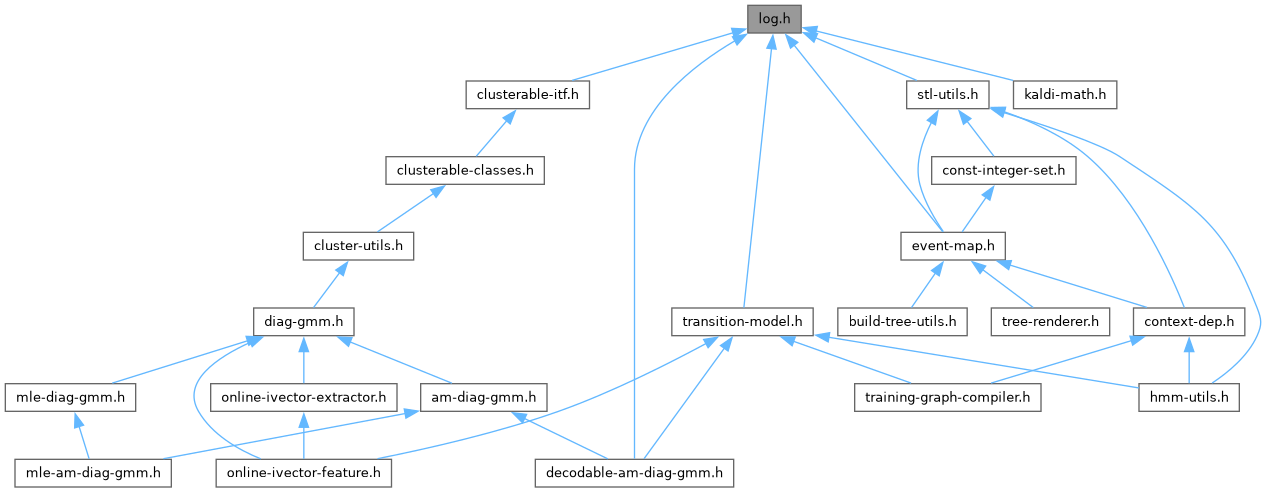 log.h
clusterable-itf.h
stl-utils.h
kaldi-math.h
clusterable-classes.h
const-integer-set.h
cluster-utils.h
event-map.h
diag-gmm.h
transition-model.h
build-tree-utils.h
tree-renderer.h
context-dep.h
mle-diag-gmm.h
online-ivector-extractor.h
am-diag-gmm.h
training-graph-compiler.h
hmm-utils.h
mle-am-diag-gmm.h
online-ivector-feature.h
decodable-am-diag-gmm.h